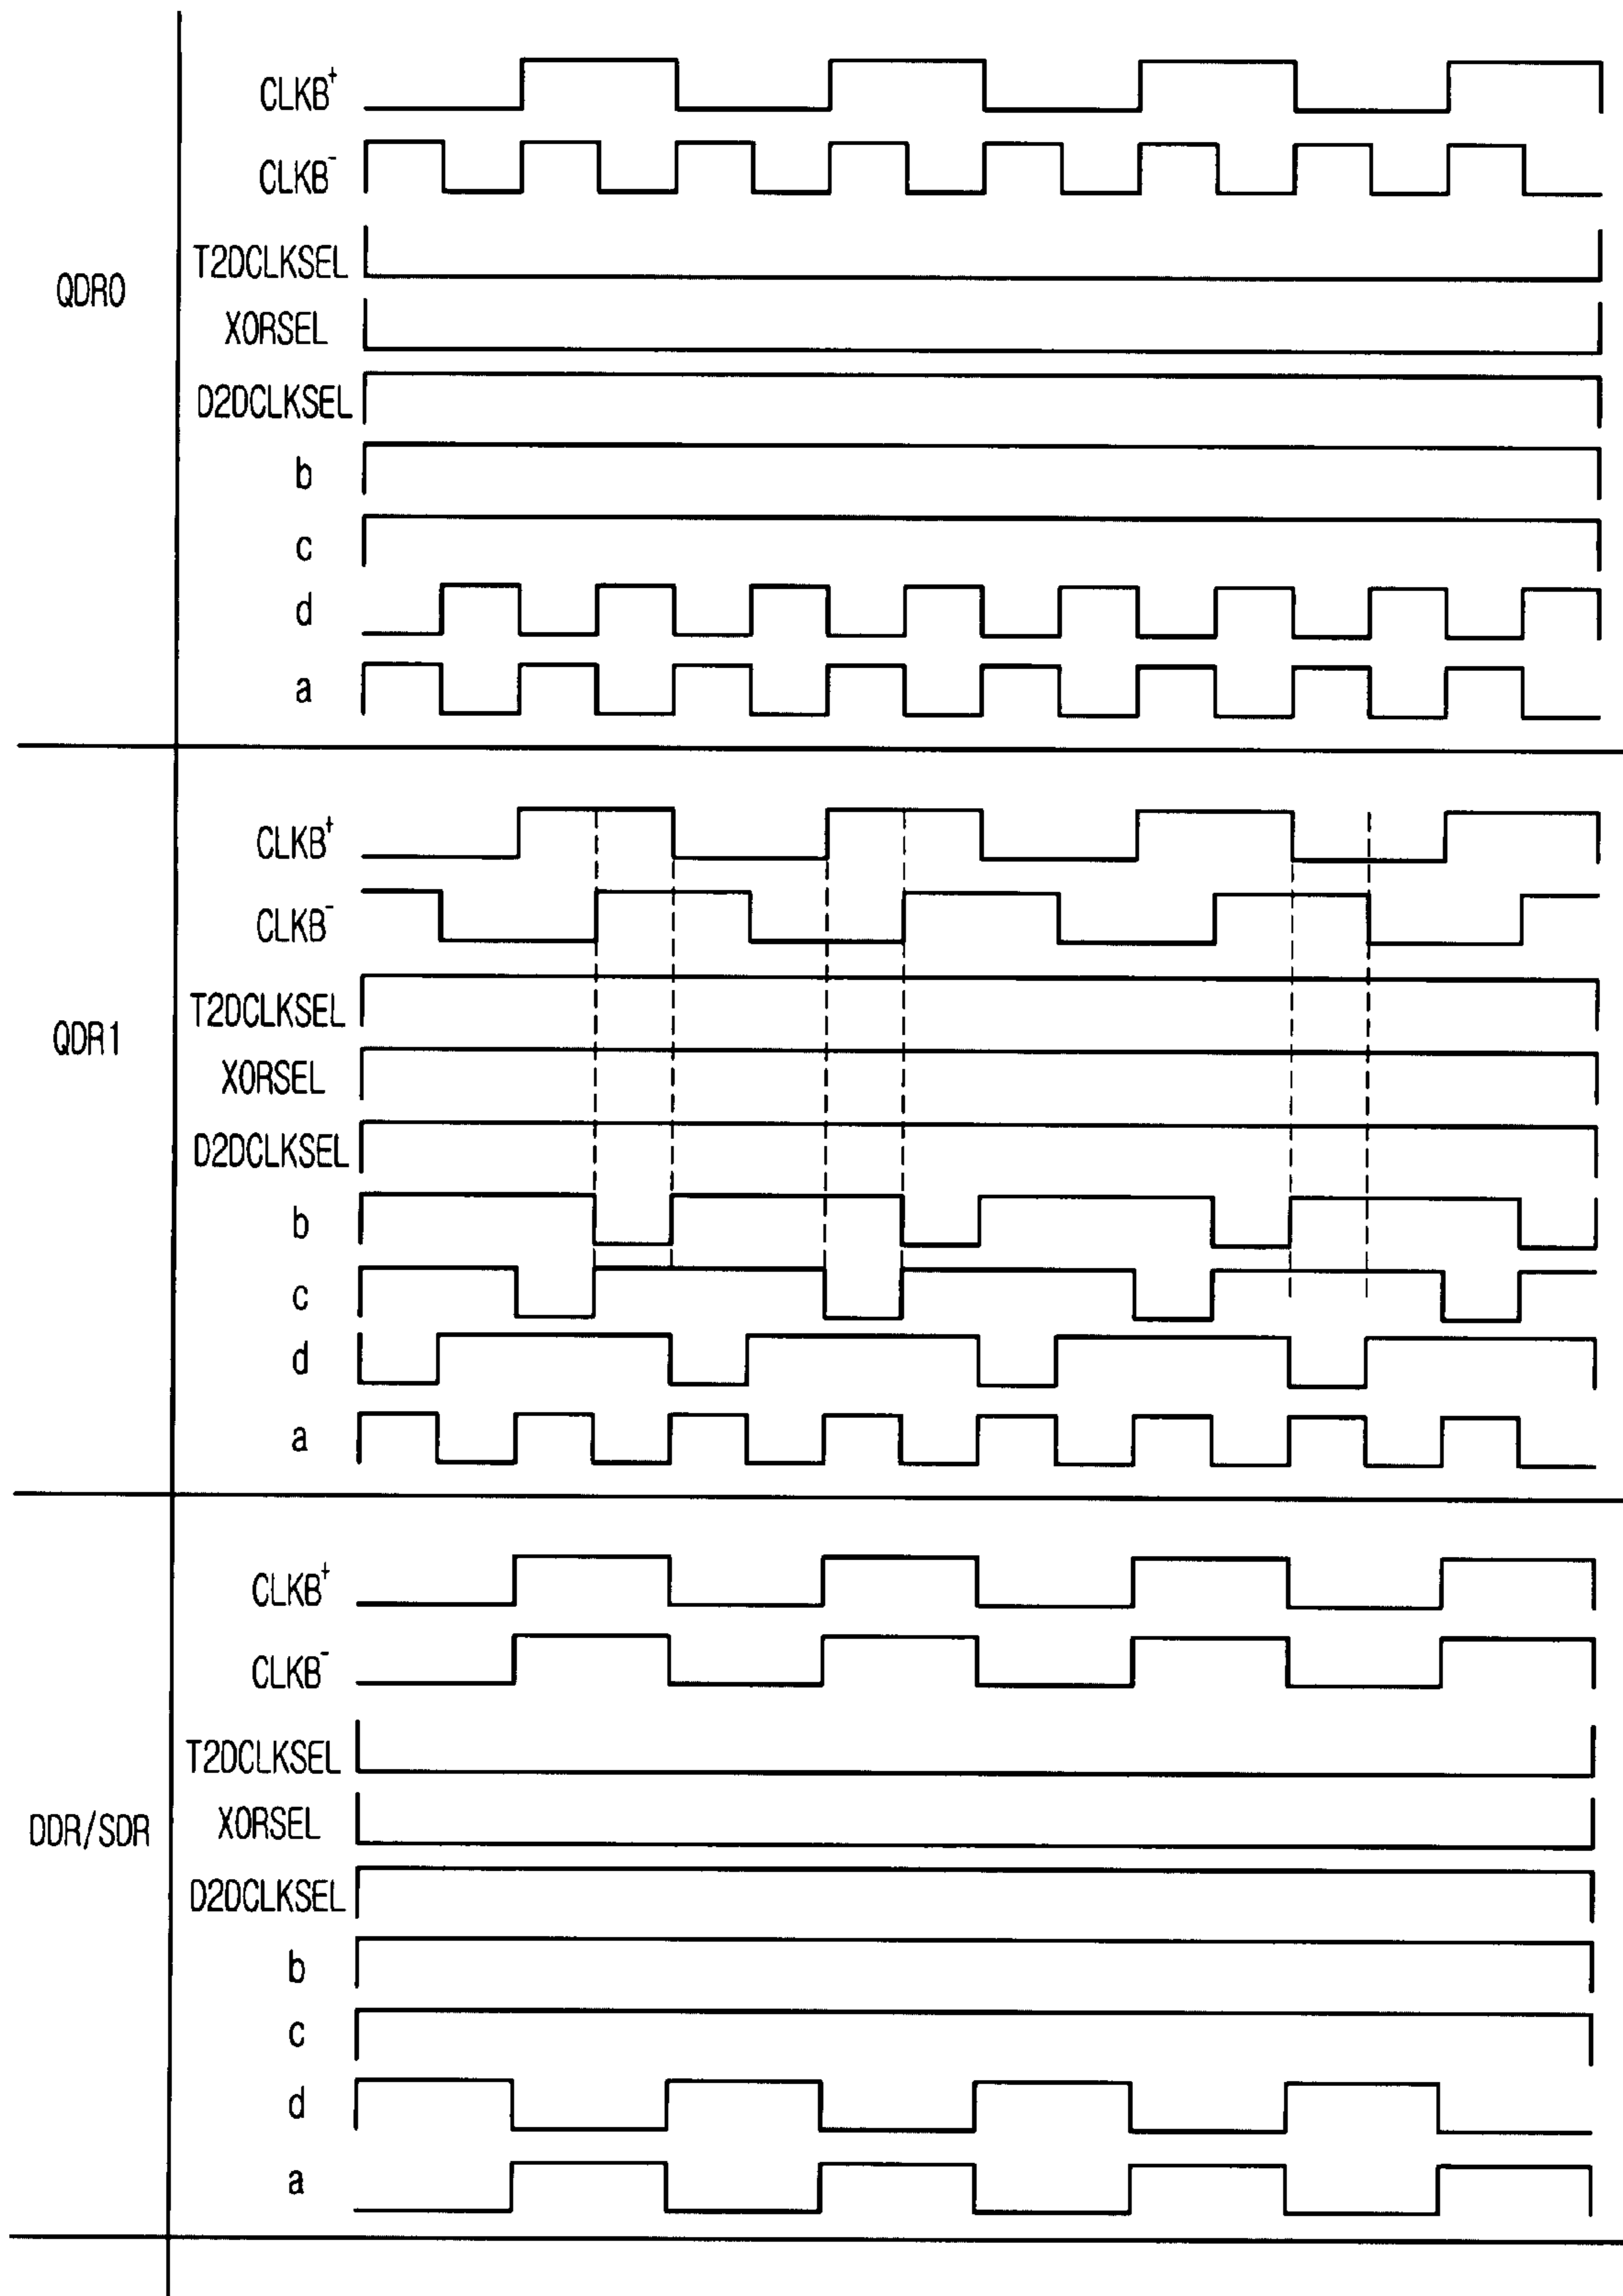 QDR0
CLKB+
CLKB-
T2DCLKSEL
XORSEL
D2DCLKSEL
b
c
d
a
QDR1
CLKB+
CLKB-
T2DCLKSEL
XORSEL
D2DCLKSEL
b
c
d
a
DDR/SDR
CLKB+
CLKB-
T2DCLKSEL
XORSEL
D2DCLKSEL
b
c
d
a